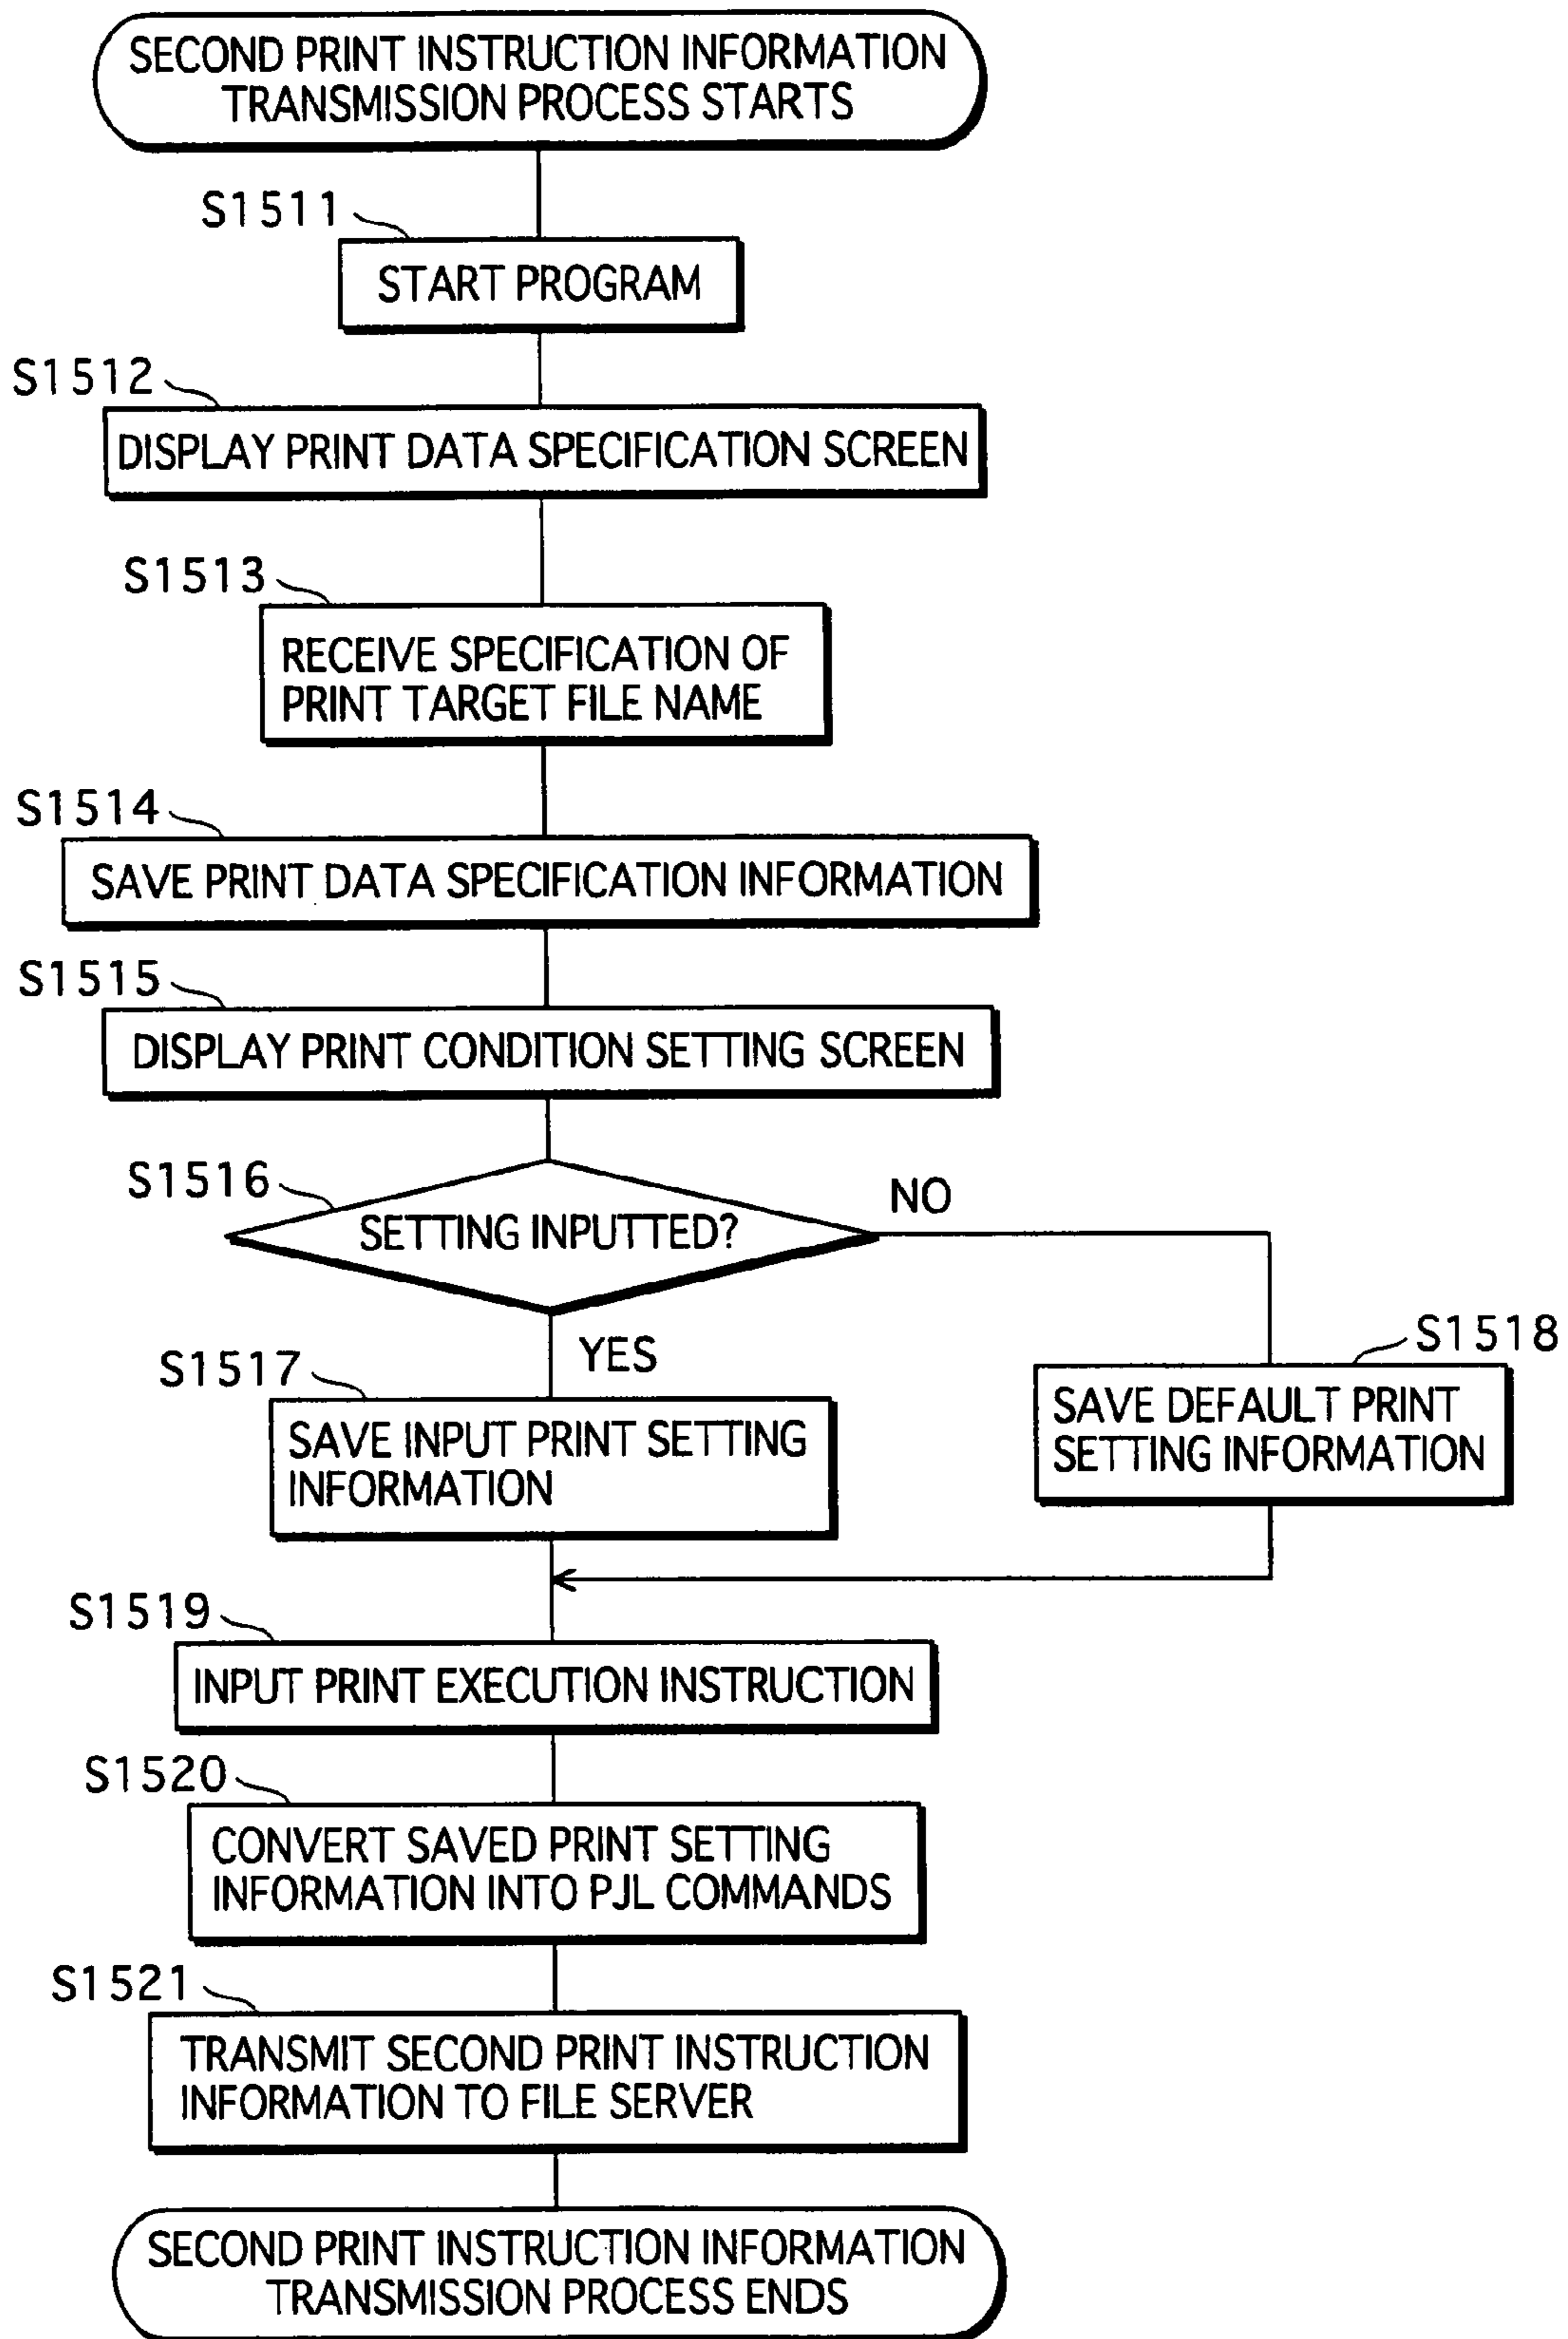 SECOND PRINT INSTRUCTION INFORMATION
TRANSMISSION PROCESS STARTS
S1511
START PROGRAM
S1512
DISPLAY PRINT DATA SPECIFICATION SCREEN
S1513
RECEIVE SPECIFICATION OF
PRINT TARGET FILE NAME
S1514
SAVE PRINT DATA SPECIFICATION INFORMATION
S1515
DISPLAY PRINT CONDITION SETTING SCREEN
S1516
SETTING INPUTTED?
NO
YES
S1517
SAVE INPUT PRINT SETTING
INFORMATION
S1518
SAVE DEFAULT PRINT
SETTING INFORMATION
S1519
INPUT PRINT EXECUTION INSTRUCTION
S1520
CONVERT SAVED PRINT SETTING
INFORMATION INTO PJL COMMANDS
S1521
TRANSMIT SECOND PRINT INSTRUCTION
INFORMATION TO FILE SERVER
SECOND PRINT INSTRUCTION INFORMATION
TRANSMISSION PROCESS ENDS